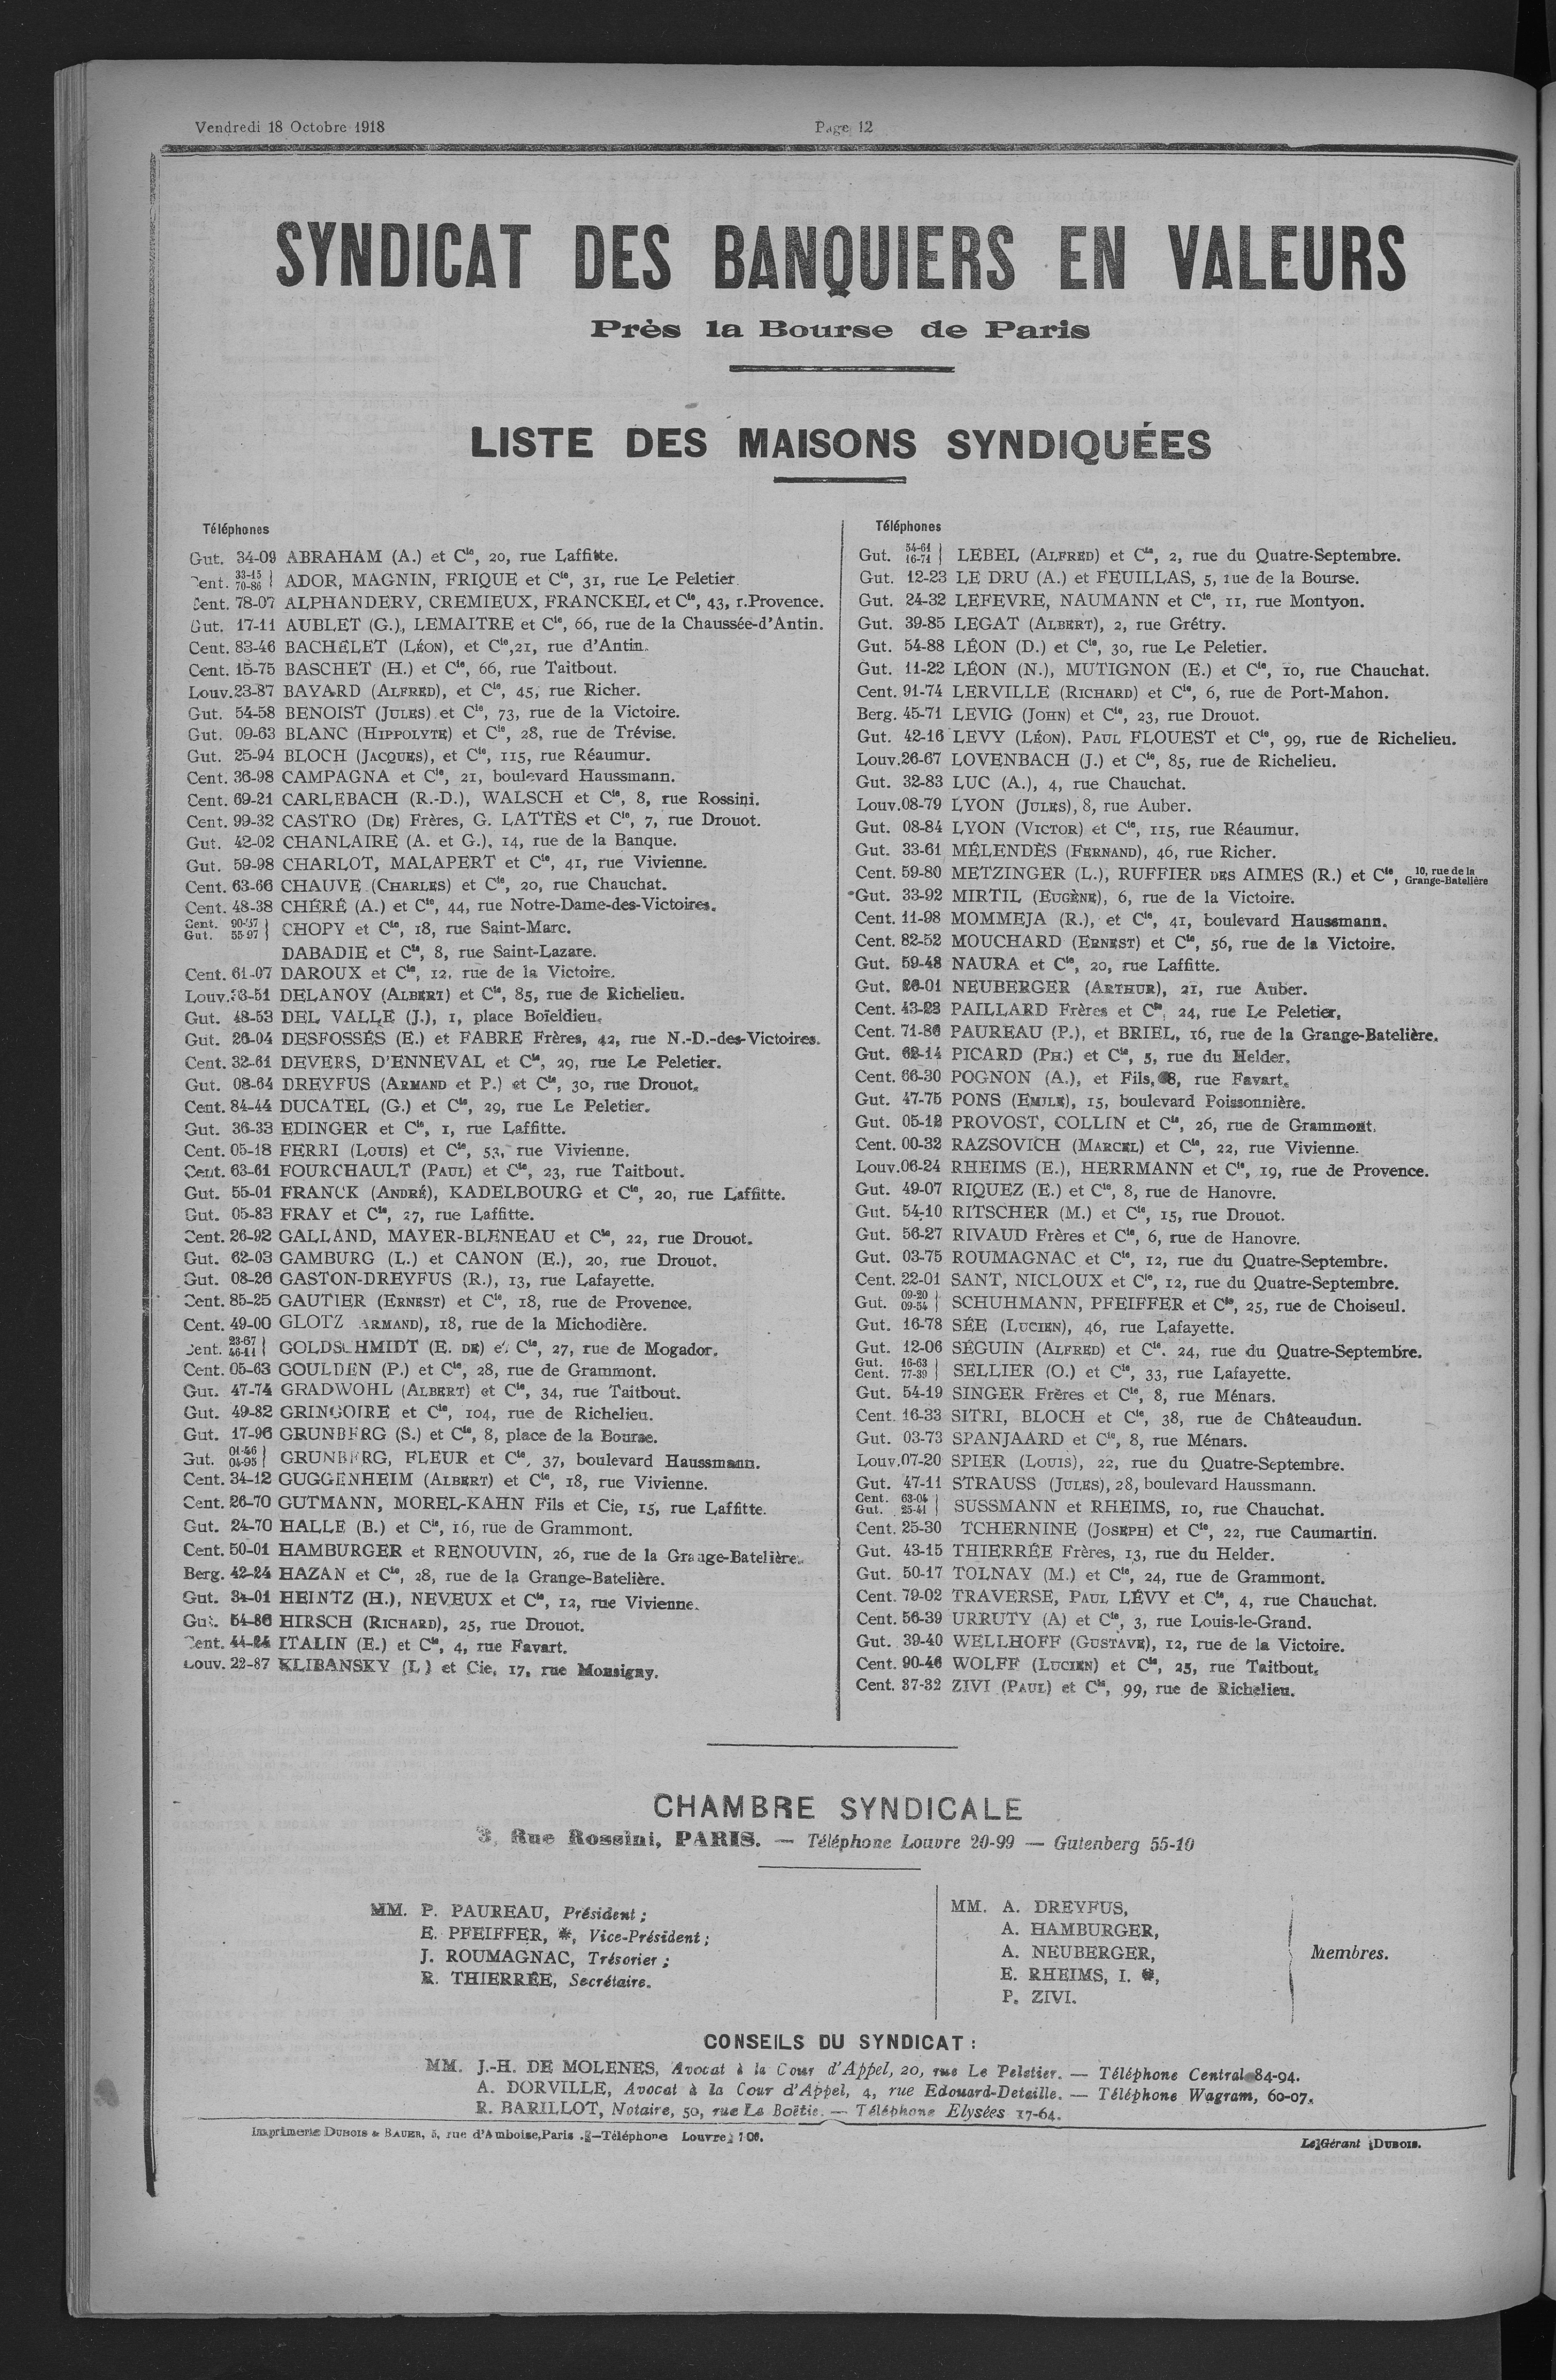 Vendredi 18 Octobre 1918
Page 12
SYNDICAT DES BANQUIERS EN VALEURS
Près la Bourse de Paris
LISTE DES MAISONS SYNDIQUÉES
Téléphones
Gut. 34-09 ABRAHAM (A.) et Cie, 20, rue Laffitte.
Cent. 33-15 70-86 } ADOR, MAGNIN, FRIQUE et Cie, 31, rue Le Peletier.
Cent. 78-07 ALPHANDERY, CREMIEUX, FRANCKEL et Cie, 43, r.Provence.
Gut. 17-11 AUBLET (G.), LEMAITRE et Cie, 66, rue de la Chaussée-d'Antin.
Cent. 83-46 BACHELET (LÉON), et Cie,21, rue d'Antin.
Cent. 15-75 BASCHET (H.) et Cie, 66, rue Taitbout.
Louv.23-87 BAYARD (ALFRED), et Cie, 45, rue Richer.
Gut. 54-58 BENOIST (JULES) et Cie, 73, rue de la Victoire.
Gut. 09-63 BLANC (HIPPOLYTE) et Cie, 28, rue de Trévise.
Gut. 25-94 BLOCH (JACQUES), et Cie, 115, rue Réaumur.
Cent. 36-98 CAMPAGNA et Cie, 21, boulevard Haussmann.
Cent. 69-21 CARLEBACH (R.-D.), WALSCH et Cie, 8, rue Rossini.
Cent. 99-32 CASTRO (DE) Frères, G. LATTÈS et Cie, 7, rue Drouot.
Gut. 42-02 CHANLAIRE (A. et G.), 14, rue de la Banque.
Gut. 59-98 CHARLOT, MALAPERT et Cie, 41, rue Vivienne.
Cent. 63-66 CHAUVE (CHARLES) et Cie, 20, rue Chauchat.
Cent. 48-38 CHÉRÉ (A.) et Cie, 44, rue Notre-Dame-des-Victoires.
Cent. 90-37 Gut. 55-97 } CHOPY et Cie, 18, rue Saint-Marc.
DABADIE et Cie, 8, rue Saint-Lazare.
Cent. 61-07 DAROUX et Cie, 12, rue de la Victoire.
Louv. 3-51 DELANOY (ALBERT) et Cie, 85, rue de Richelieu.
Gut. 48-53 DEL VALLE (J.), 1, place Boïeldieu.
Gut. 26-04 DESFOSSÉS (E.) et FABRE Frères, 42, rue N.-D.-des-Victoires.
Cent. 32-61 DEVERS, D'ENNEVAL et Cie, 29, rue Le Peletier.
Gut. 08-64 DREYFUS (ARMAND et P.) et Cie, 30, rue Drouot.
Cent. 84-44 DUCATEL (G.) et Cie, 29, rue Le Peletier.
Gut. 36-33 EDINGER et Cie, 1, rue Laffitte.
Cent. 05-18 FERRI (LOUIS) et Cie, 53, rue Vivienne.
Cent. 63-61 FOURCHAULT (PAUL) et Cie, 23, rue Taitbout.
Gut. 55-01 FRANCK (ANDRÉ), KADELBOURG et Cie, 20, rue Laffitte.
Gut. 05-83 FRAY et Cie, 27, rue Laffitte.
Cent. 26-92 GALLAND, MAYER-BLENEAU et Cie, 22, rue Drouot.
Gut. 62-03 GAMBURG (L.) et CANON (E.), 20, rue Drouot.
Gut. 08-26 GASTON-DREYFUS (R.), 13, rue Lafayette.
Cent. 85-25 GAUTIER (ERNEST) et Cie, 18, rue de Provence.
Cent. 49-00 GLOTZ ARMAND), 18, rue de la Michodière.
Cent. 23-67 46-11 } GOLDSCHMIDT (E. DE) et Cie, 27, rue de Mogador.
Cent. 05-63 GOULDEN (P.) et Cie, 28, rue de Grammont.
Gut. 47-74 GRADWOHL (ALBERT) et Cie, 34, rue Taitbout.
Gut. 49-82 GRINGOIRE et Cie, 104, rue de Richelieu.
Gut. 17-96 GRUNBERG (S.) et Cie, 8, place de la Bourse.
Gut. 01-46 04-95 } GRUNBERG, FLEUR et Cie, 37, boulevard Haussmann.
Cent. 34-12 GUGGENHEIM (ALBERT) et Cie, 18, rue Vivienne.
Cent. 26-70 GUTMANN, MOREL-KAHN Fils et Cie, 15, rue Laffitte.
Gut. 24-70 HALLE (B.) et Cie, 16, rue de Grammont.
Cent. 50-01 HAMBURGER et RENOUVIN, 26, rue de la Grange-Batelière.
Berg. 42-24 HAZAN et Cie, 28, rue de la Grange-Batelière.
Gut. 34-01 HEINTZ (H.), NEVEUX et Cie, 12, rue Vivienne.
Gut. 54-86 HIRSCH (RICHARD), 25, rue Drouot.
Cent. 44-24 ITALIN (E.) et Cie, 4, rue Favart.
Louv. 22-87 KLIBANSKY (L ) et Cie, 17, rue Monsigny.
Téléphones
Gut. 54-61 16-71 } LEBEL (ALFRED) et Cie, 2, rue du Quatre-Septembre.
Gut. 12-23 LE DRU (A.) et FEUILLAS, 5, rue de la Bourse.
Gut. 24-32 LEFEVRE, NAUMANN et Cie, 11, rue Montyon.
Gut. 39-85 LEGAT (ALBERT), 2, rue Grétry.
Gut. 54-88 LÉON (D.) et Cie, 30, rue Le Peletier.
Gut. 11-22 LÉON (N.), MUTIGNON (E.) et Cie, 10, rue Chauchat.
Cent. 91-74 LERVILLE (RICHARD) et Cie, 6, rue de Port-Mahon.
Berg. 45-71 LEVIG (JOHN) et Cie, 23, rue Drouot.
Gut. 42-16 LEVY (LÉON). PAUL FLOUEST et Cie, 99, rue de Richelieu.
Louv.26-67 LOVENBACH (J.) et Cie, 85, rue de Richelieu.
Gut. 32-83 LUC (A.), 4, rue Chauchat.
Louv.08-79 LYON (JULES), 8, rue Auber.
Gut. 08-84 LYON (VICTOR) et Cie, 115, rue Réaumur.
Gut. 33-61 MÉLENDÈS (FERNAND), 46, rue Richer.
Cent. 59-80 METZINGER (L.), RUFFIER DES AIMES (R.) et Cie, 10, rue de la Grange-Batelière
Gut. 33-92 MIRTIL (EUGÈNE), 6, rue de la Victoire.
Cent. 11-98 MOMMEJA (R.), et Cie, 41, boulevard Haussmann.
Cent. 82-52 MOUCHARD (ERNEST) et Cie, 56, rue de la Victoire.
Gut. 59-48 NAURA et Cie, 20, rue Laffitte.
Gut. 26-01 NEUBERGER (ARTHUR), 21, rue Auber.
Cent. 43-23 PAILLARD Frères et Cie, 24, rue Le Peletier.
Cent. 71-86 PAUREAU (P.), et BRIEL, 16, rue de la Grange-Batelière.
Gut. 62-14 PICARD (PH.) et Cie, 5, rue du Helder.
Cent. 66-30 POGNON (A.), et Fils, 8, rue Favart.
Gut. 47-75 PONS (EMILE), 15, boulevard Poissonnière.
Gut. 05-12 PROVOST, COLLIN et Cie, 26, rue de Grammont.
Cent. 00-32 RAZSOVICH (MARCEL) et Cie, 22, rue Vivienne.
Louv.06-24 RHEIMS (E.), HERRMANN et Cie, 19, rue de Provence.
Gut. 49-07 RIQUEZ (E.) et Cie, 8, rue de Hanovre.
Gut. 54-10 RITSCHER (M.) et Cie, 15, rue Drouot.
Gut. 56-27 RIVAUD Frères et Cie, 6, rue de Hanovre.
Gut. 03-75 ROUMAGNAC et Cie, 12, rue du Quatre-Septembre.
Cent. 22-01 SANT, NICLOUX et Cie, 12, rue du Quatre-Septembre.
Gut. 09-20 09-54 } SCHUHMANN, PFEIFFER et Cie, 25, rue de Choiseul.
Gut. 16-78 SÉE (LUCIEN), 46, rue Lafayette.
Gut. 12-06 SÉGUIN (ALFRED) et Cie. 24, rue du Quatre-Septembre.
Gut. 16-63 Cent. 77-39 } SELLIER (O.) et Cie, 33, rue Lafayette.
Gut. 54-19 SINGER Frères et Cie, 8, rue Ménars.
Cent. 16-33 SITRI, BLOCH et Cie, 38, rue de Châteaudun.
Gut. 03-73 SPANJAARD et Cie, 8, rue Ménars.
Louv.07-20 SPIER (LOUIS), 22, rue du Quatre-Septembre.
Gut. 47-11 STRAUSS (JULES), 28, boulevard Haussmann.
Cent. 63-04 Gut. 25-41 } SUSSMANN et RHEIMS, 10, rue Chauchat.
Cent. 25-30 TCHERNINE (JOSEPH) et Cie, 22, rue Caumartin.
Gut. 43-15 THIERRÉE Frères, 13, rue du Helder.
Gut. 50-17 TOLNAY (M.) et Cie, 24, rue de Grammont.
Cent. 79-02 TRAVERSE, PAUL LÉVY et Cie, 4, rue Chauchat.
Cent. 56-39 URRUTY (A) et Cie, 3, rue Louis-le-Grand.
Gut. 39-40 WELLHOFF (GUSTAVE), 12, rue de la Victoire.
Cent. 90-46 WOLFF (LUCIEN) et Cie, 25, rue Taitbout.
Cent. 37-32 ZIVI (PAUL) et Cie, 99, rue de Richelieu.
CHAMBRE SYNDICALE
3, Rue Rossini, PARIS. — Téléphone Louvre 20-99 — Gutenberg 55-10
MM. P. PAUREAU, Président ;
E. PFEIFFER, *, Vice-Président ;
J. ROUMAGNAC, Trésorier ;
R. THIERRÉE, Secrétaire.
MM. A. DREYFUS,
A. HAMBURGER,
A. NEUBERGER,
E. RHEIMS, I. *,
P. ZIVI.
Membres.
CONSEILS DU SYNDICAT :
MM. J.-H. DE MOLENES, Avocat à la Cour d'Appel, 20, rue Le Peletier. — Téléphone Central 84-94.
A. DORVILLE, Avocat à la Cour d'Appel, 4, rue Edouard-Detaille. — Téléphone Wagram, 60-07.
R. BARILLOT, Notaire, 50, rue La Boëtie. — Téléphone Elysées 17-64.
Imprimerie DUBOIS & BAUER, 5, rue d'Amboise,Paris .—Téléphone Louvre
Le Gérant DUBOIS.